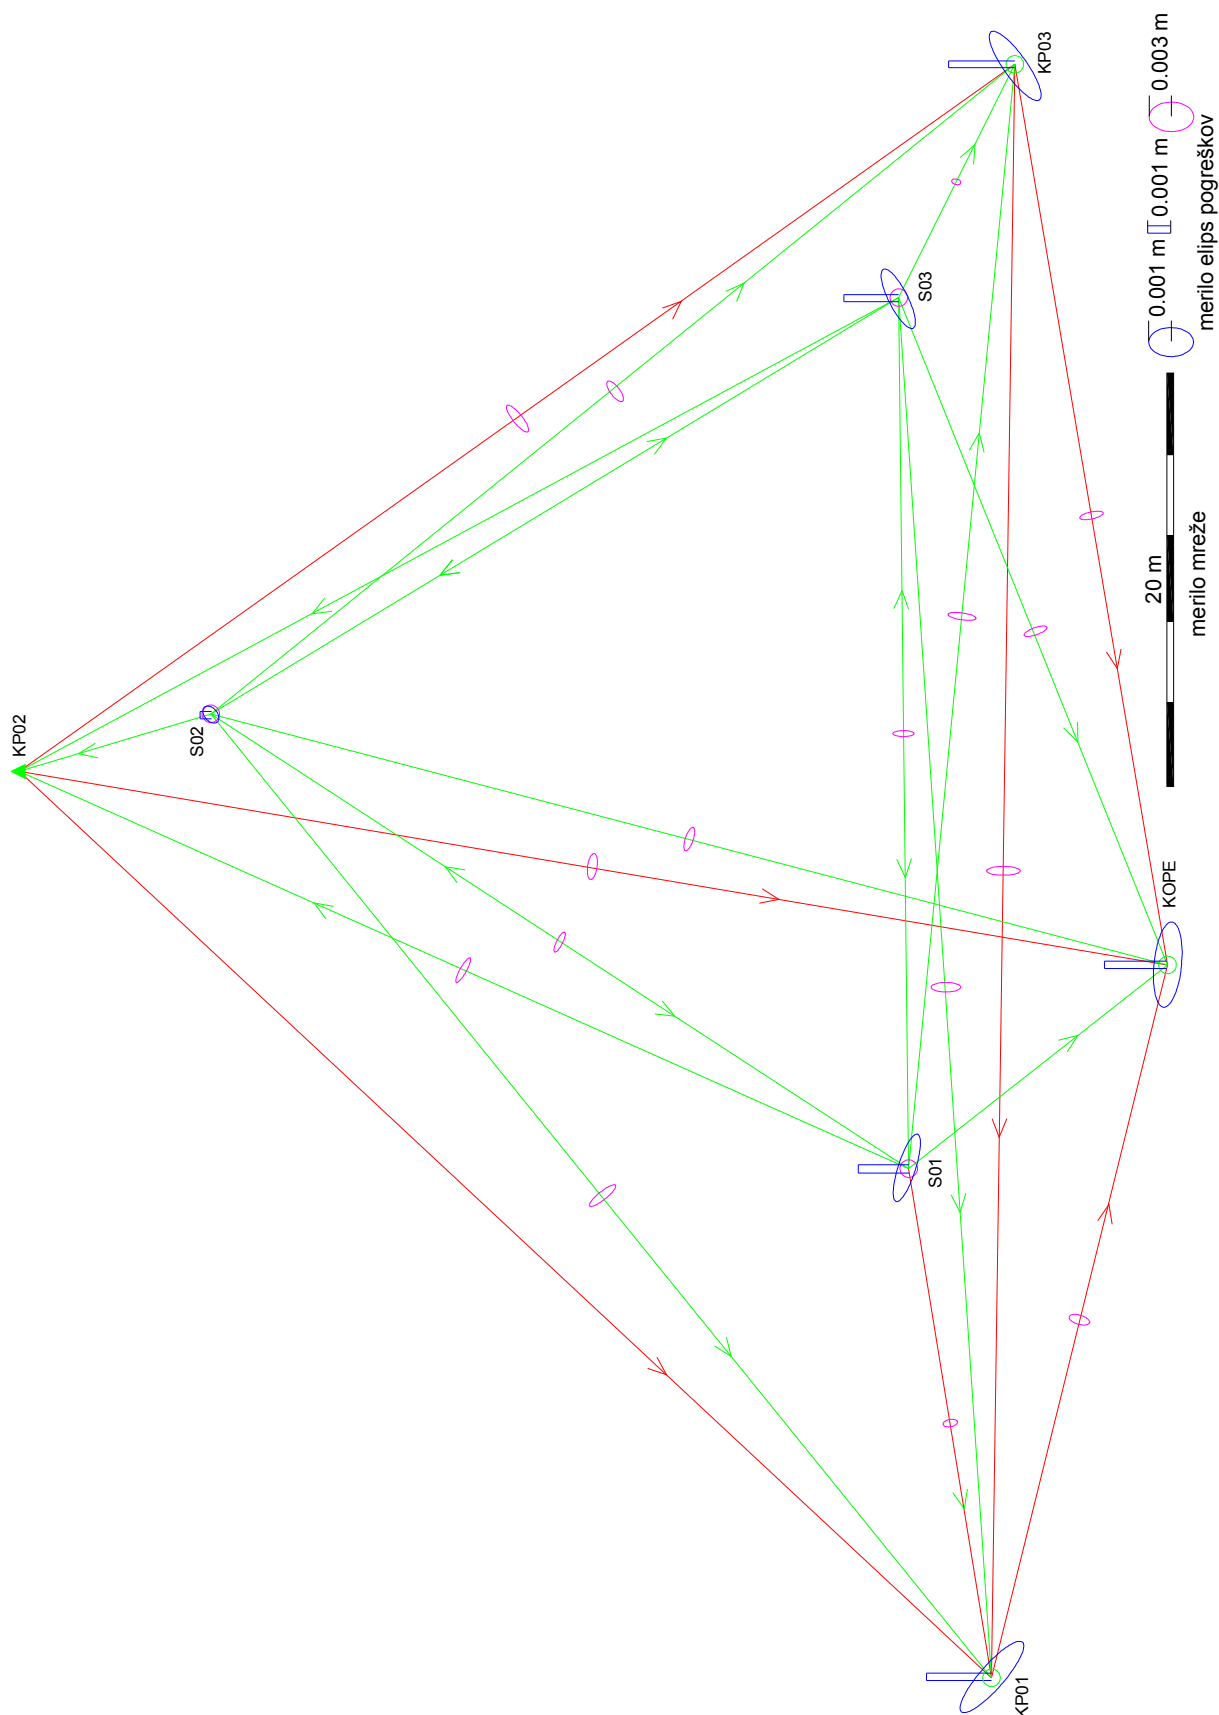 KP03
KP02
S03
S02
KOPE
S01
KP01
0.001 m
0.001 m
0.003 m
merilo elips pogreškov
20 m
merilo mreže